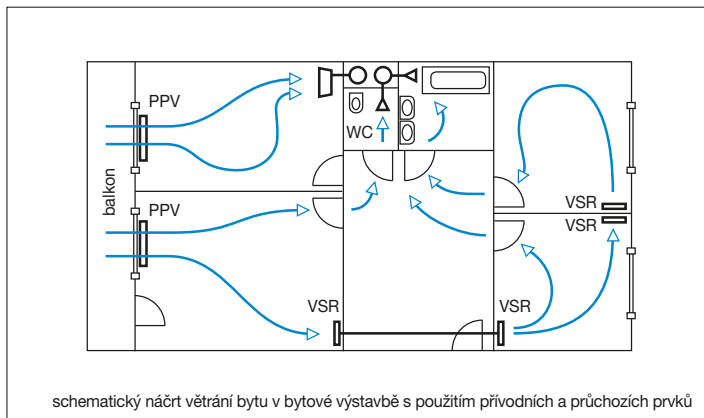 PPV
WC
balkon
PPV
VSR
VSR
VSR
VSR
schematický náčrt větrání bytu v bytové výstavbě s použitím přívodních a průchozích prvků